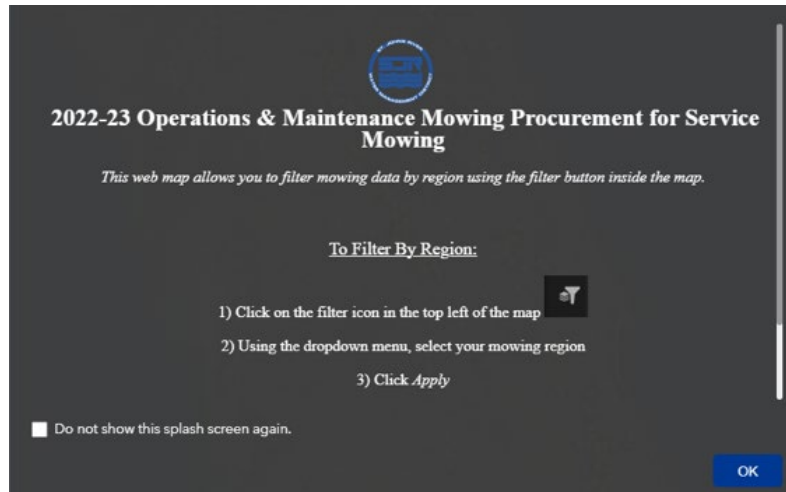 2022-23 Operations & Maintenance Mowing Procurement for Service
Mowing
This web map allows you to filter mowing data by region using the filter button inside the map.
To Filter By Region:
1) Click on the filter icon in the top left of the map
2) Using the dropdown menu, select your mowing region
3) Click Apply
Do not show this splash screen again.
OK